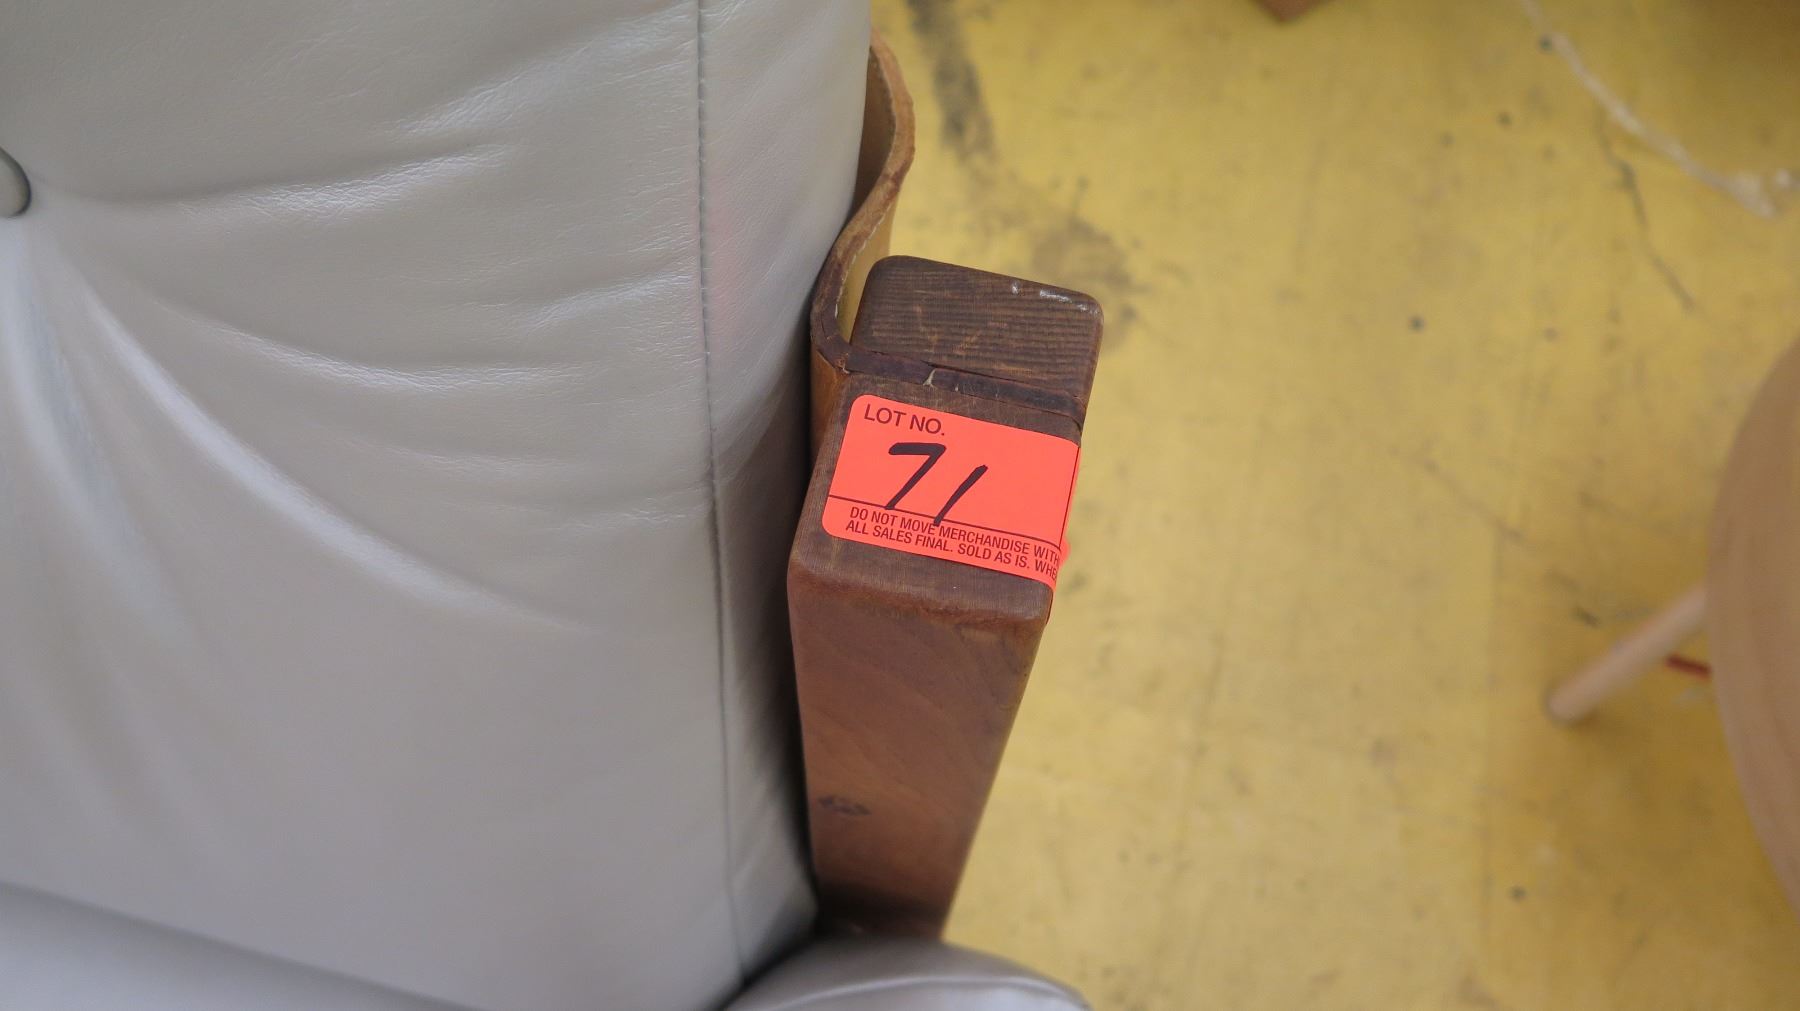 LOT NO.
71
DO NOT MOVE MERCHANDISE WITH
ALL SALES FINAL. SOLD AS IS. WHE